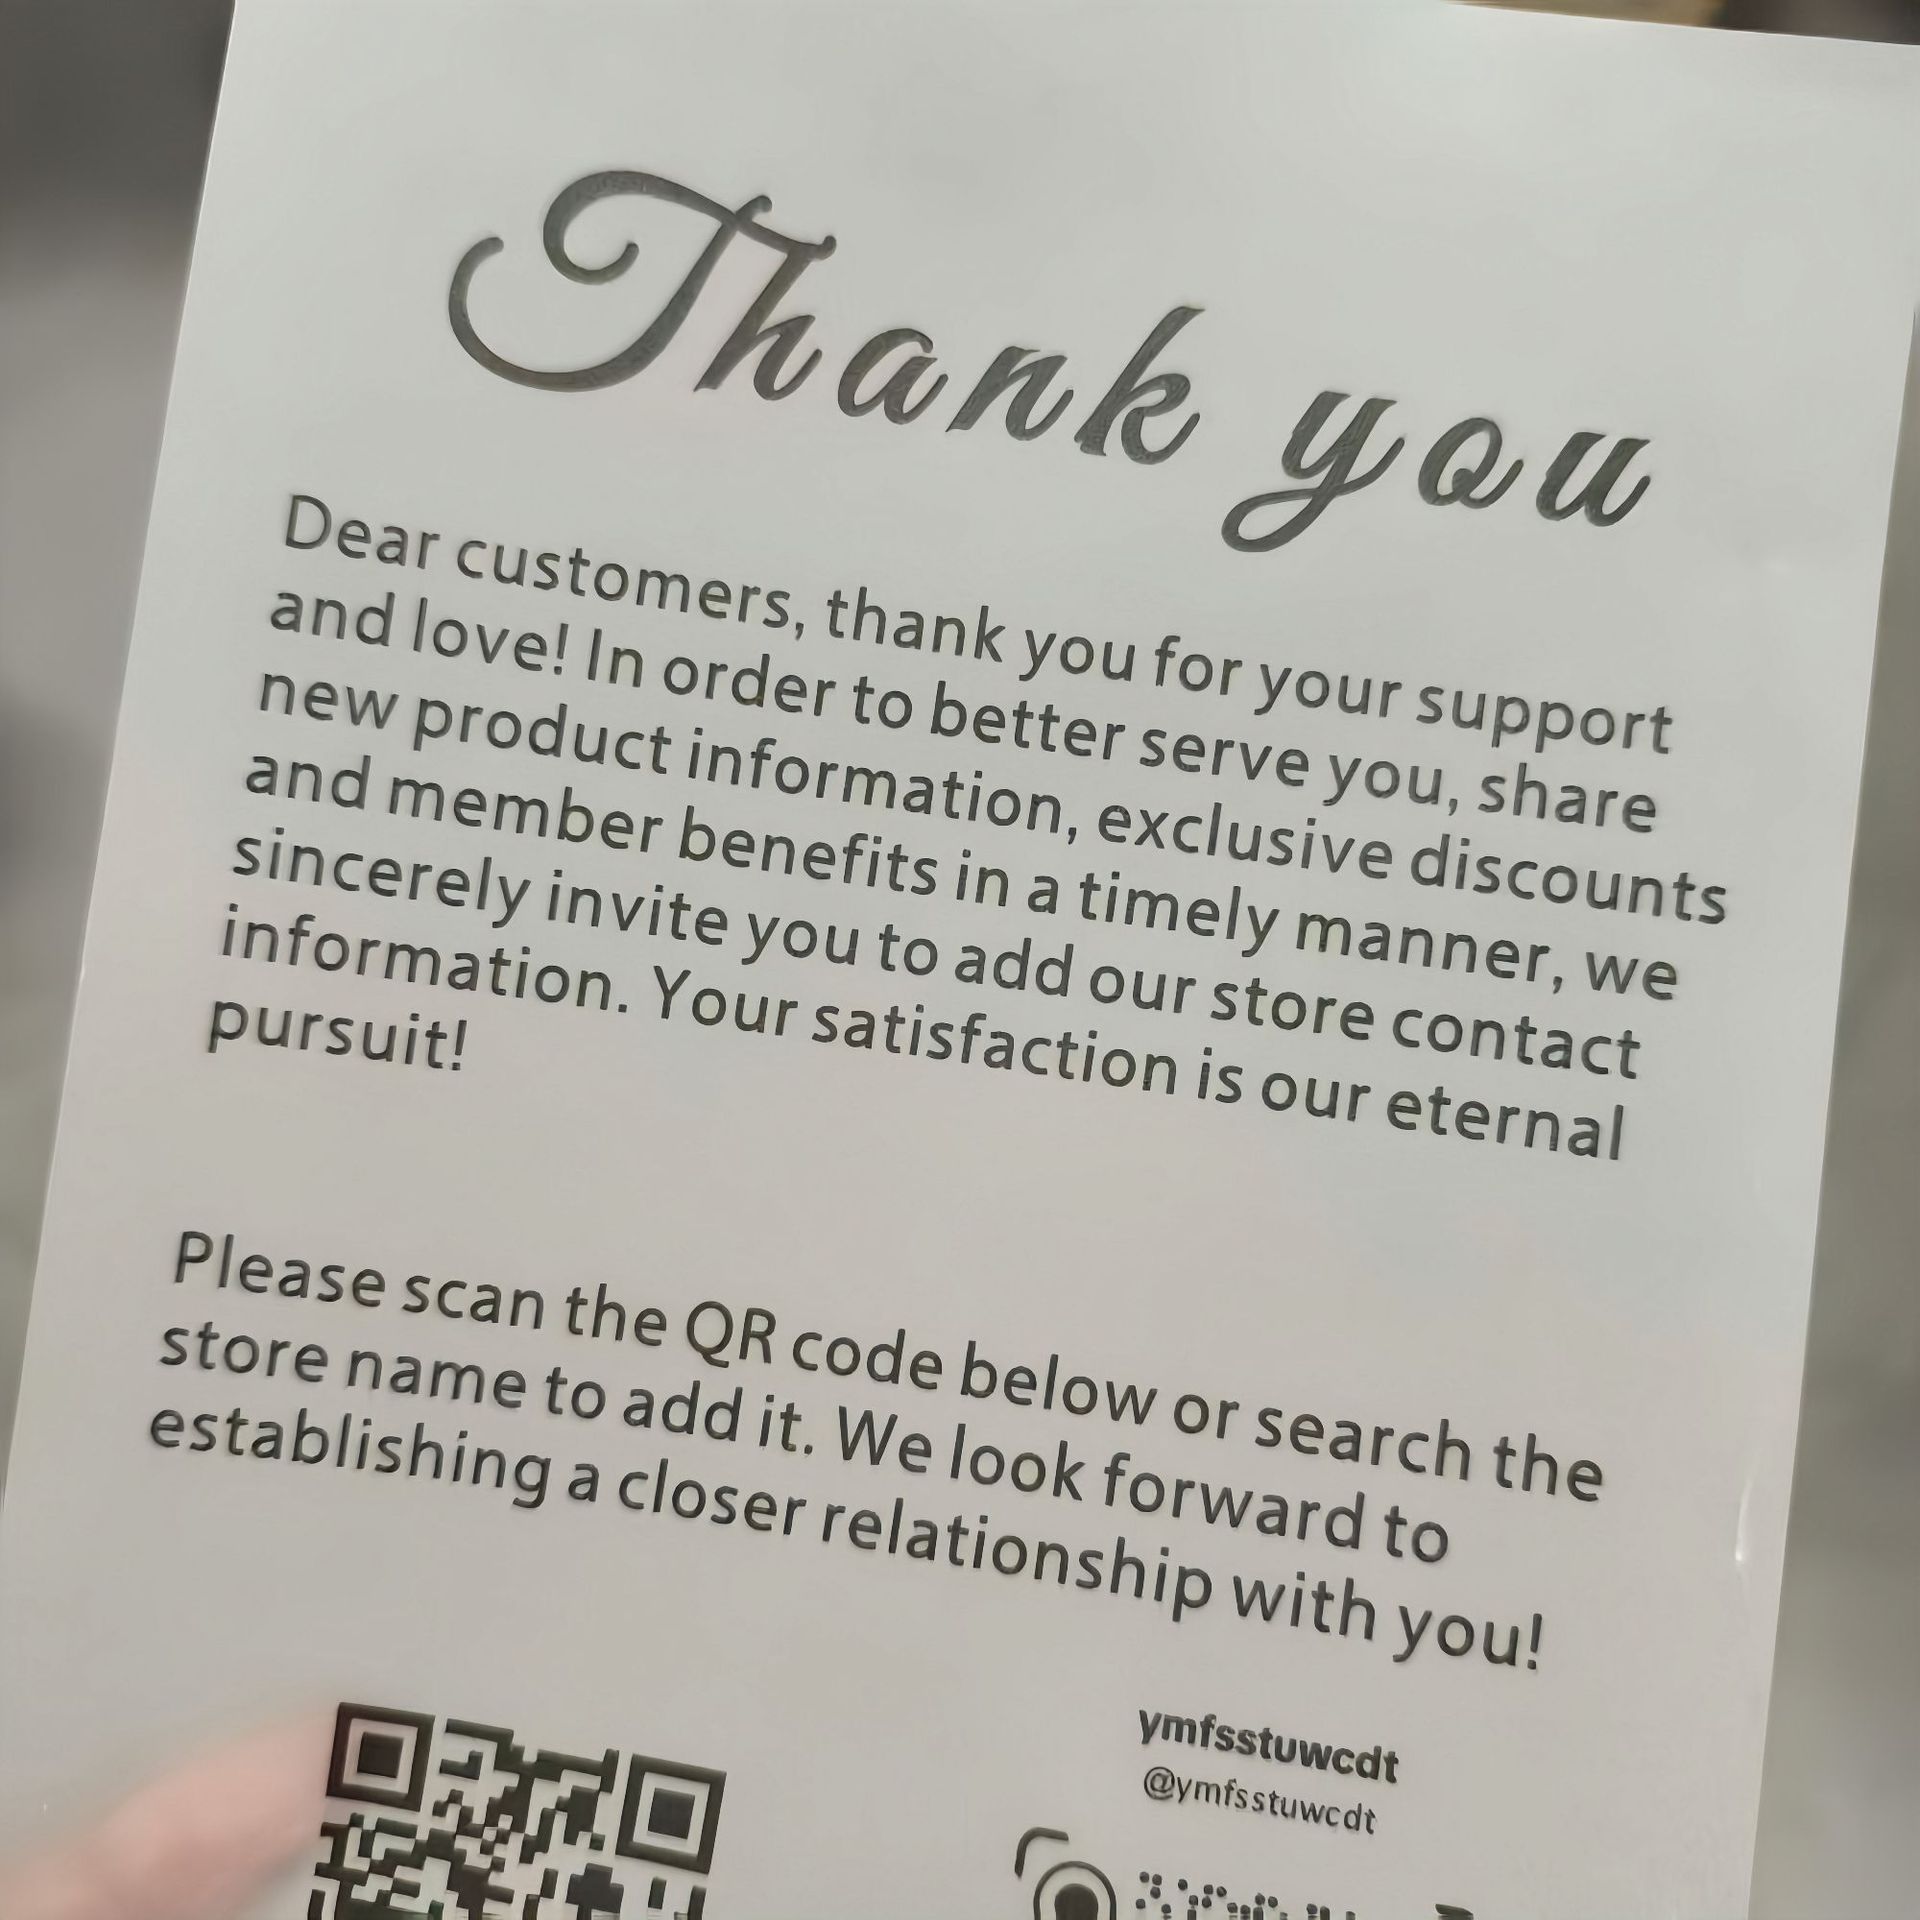 Thank you
Dear customers, thank you for your support
and love! In order to better serve you, share
new product information, exclusive discounts
and member benefits in a timely manner, we
sincerely invite you to add our store contact
information. Your satisfaction is our eternal
pursuit!
Please scan the QR code below or search the
store name to add it. We look forward to
establishing a closer relationship with you!
ymfsstuwcdt
@ymfsstuwcdt